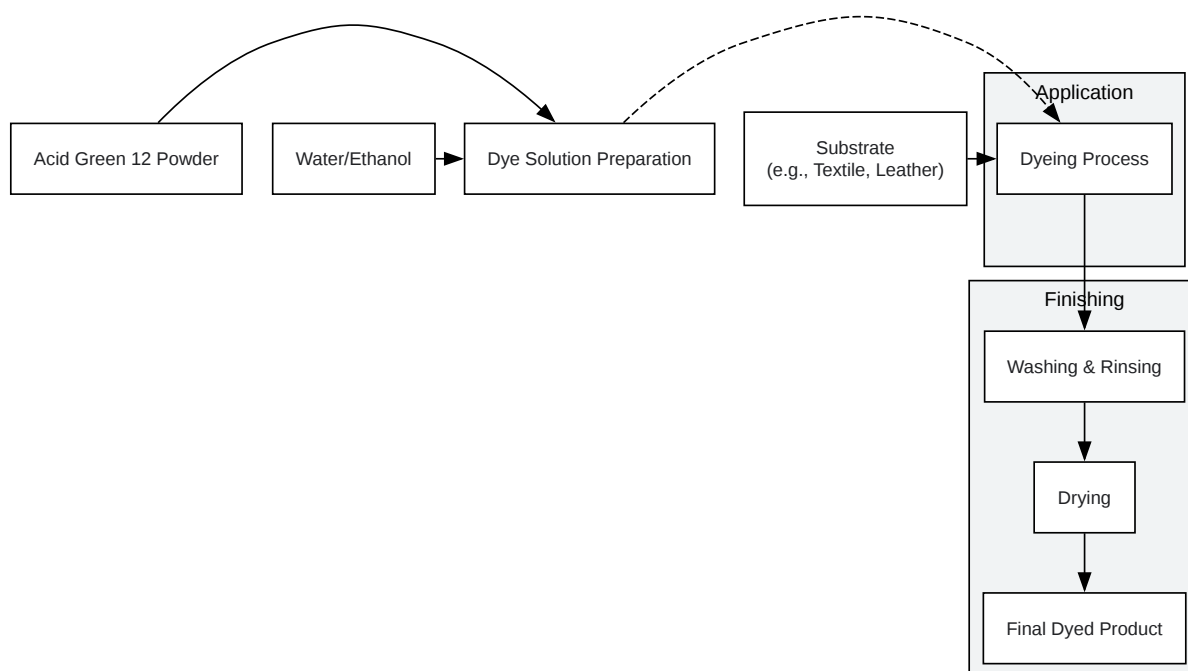 Application
Acid Green 12 Powder
Water/Ethanol
Dye Solution Preparation
Substrate
(e.g., Textile, Leather)
Dyeing Process
Finishing
Washing & Rinsing
Drying
Final Dyed Product